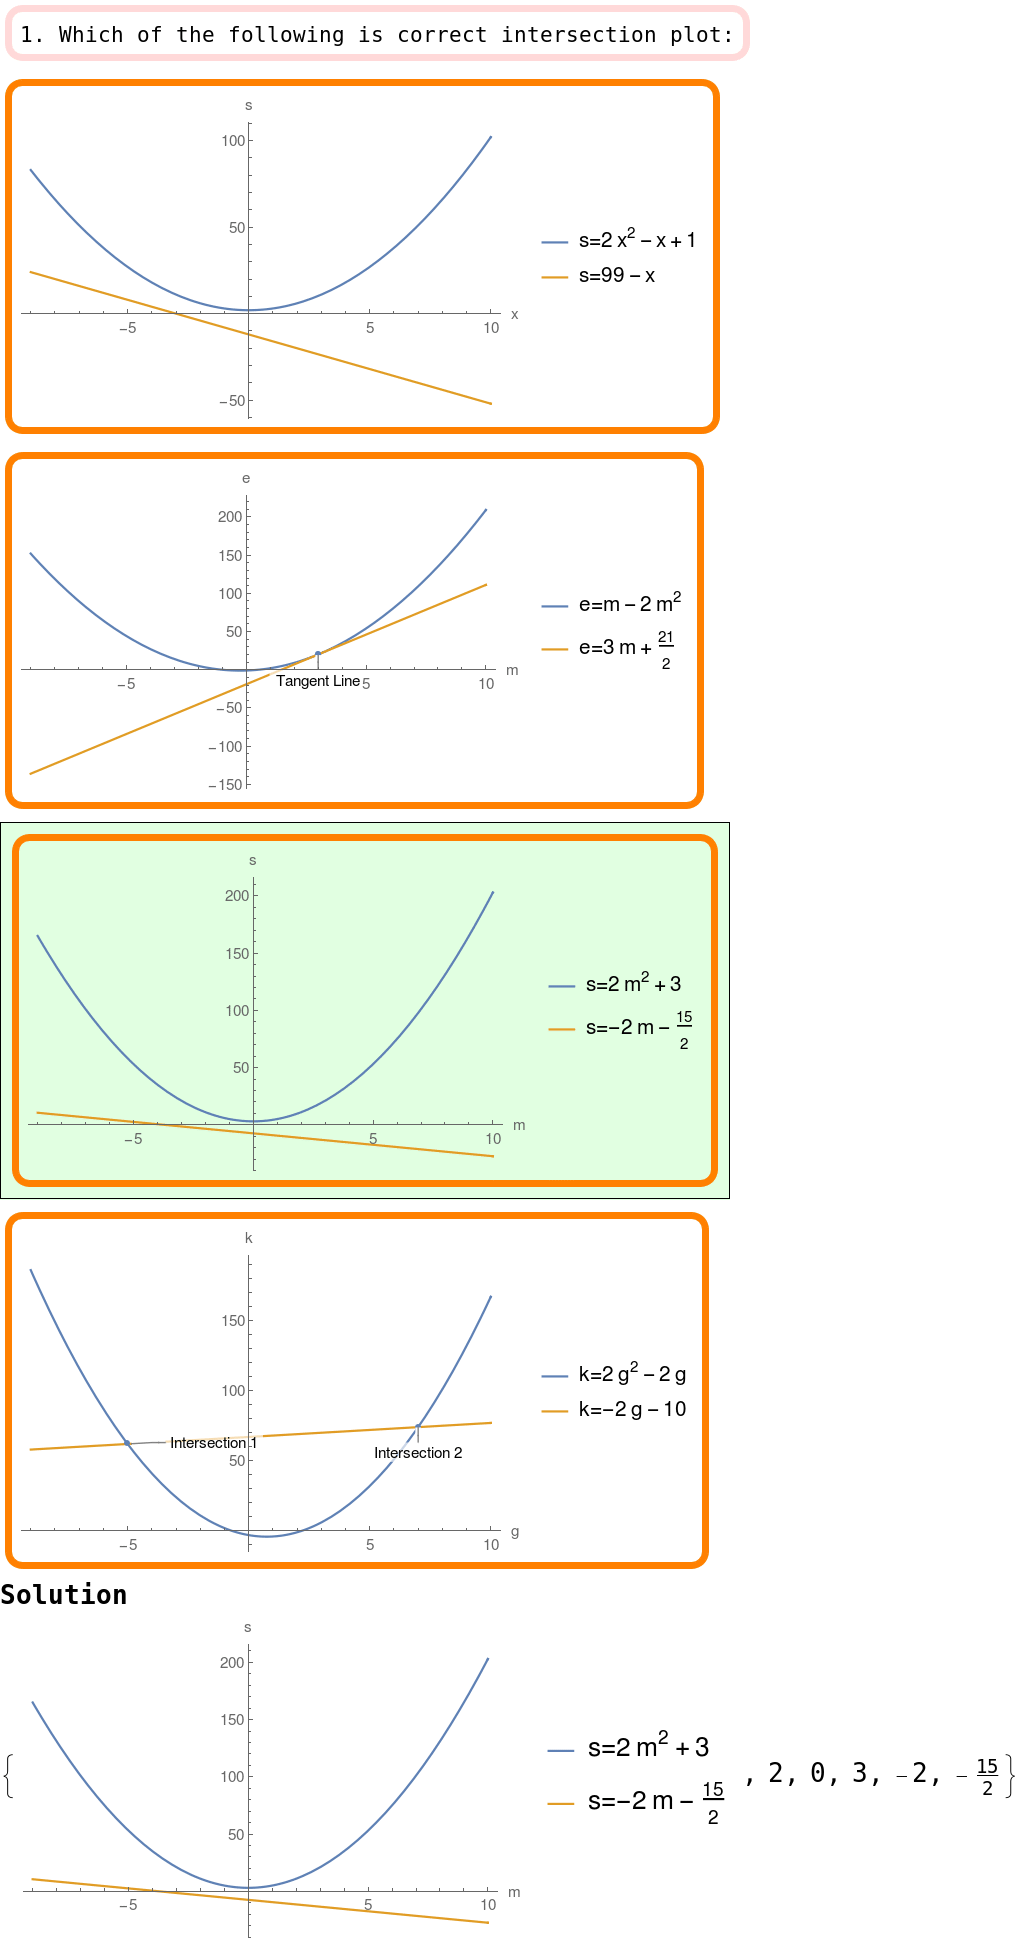 1. Which of the following is correct intersection plot:
s
100
50
s=2 x² − x + 1
s=99 − x
−5 5 10 x
−50
e
200
150
100
50
e=m − 2 m²
e=3 m + 21/2
−5 5 10 m
Tangent Line
−50
−100
−150
s
200
150
100
50
s=2 m² + 3
s=−2 m − 15/2
−5 5 10 m
k
150
100
50
k=2 g² − 2 g
k=−2 g − 10
Intersection 1
Intersection 2
−5 5 10 g
Solution
s
200
150
100
50
{ s=2 m² + 3
s=−2 m − 15/2 , 2, 0, 3, −2, − 15/2 }
−5 5 10 m